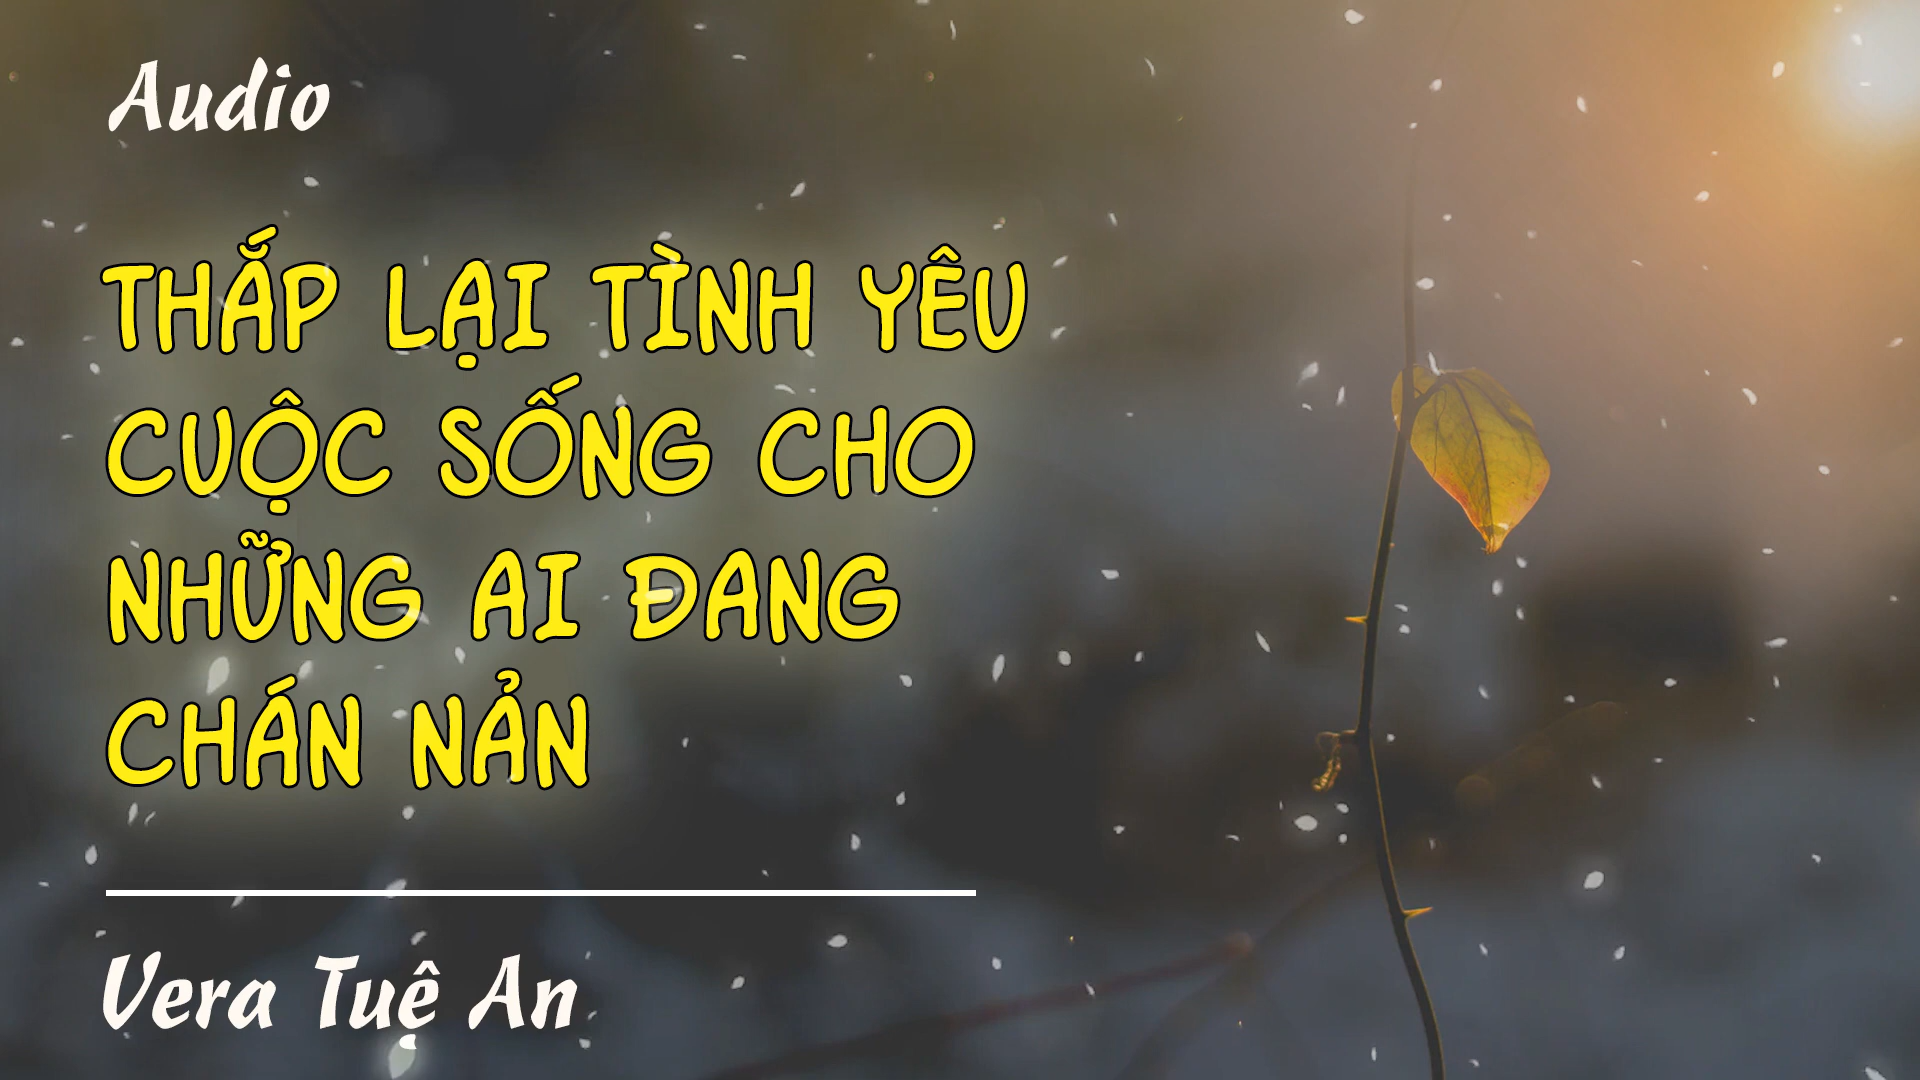 Audio
THẮP LẠI TÌNH YÊU
CUỘC SỐNG CHO
NHỮNG AI ĐANG
CHÁN NẢN
Vera Tuệ An